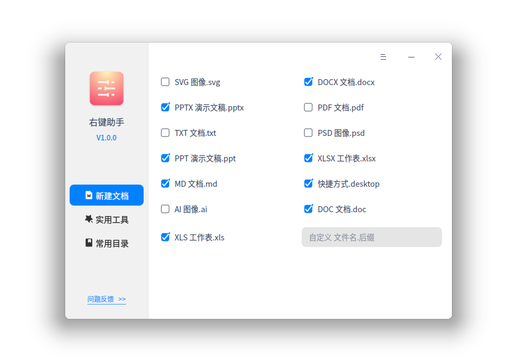 右键助手
V1.0.0
新建文档
实用工具
常用目录
问题反馈 >>
SVG 图像.svg
DOCX 文档.docx
PPTX 演示文稿.pptx
PDF 文档.pdf
TXT 文档.txt
PSD 图像.psd
PPT 演示文稿.ppt
XLSX 工作表.xlsx
MD 文档.md
快捷方式.desktop
AI 图像.ai
DOC 文档.doc
XLS 工作表.xls
自定义 文件名.后缀